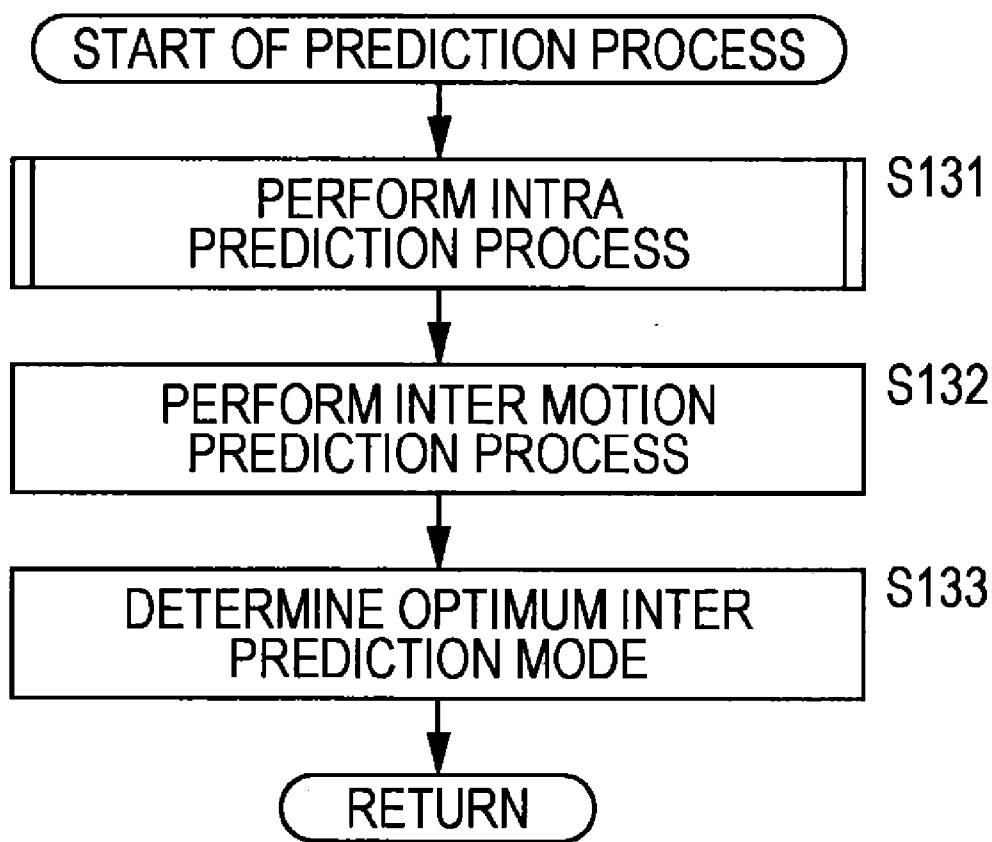 START OF PREDICTION PROCESS
PERFORM INTRA
PREDICTION PROCESS
S131
PERFORM INTER MOTION
PREDICTION PROCESS
S132
DETERMINE OPTIMUM INTER
PREDICTION MODE
S133
RETURN